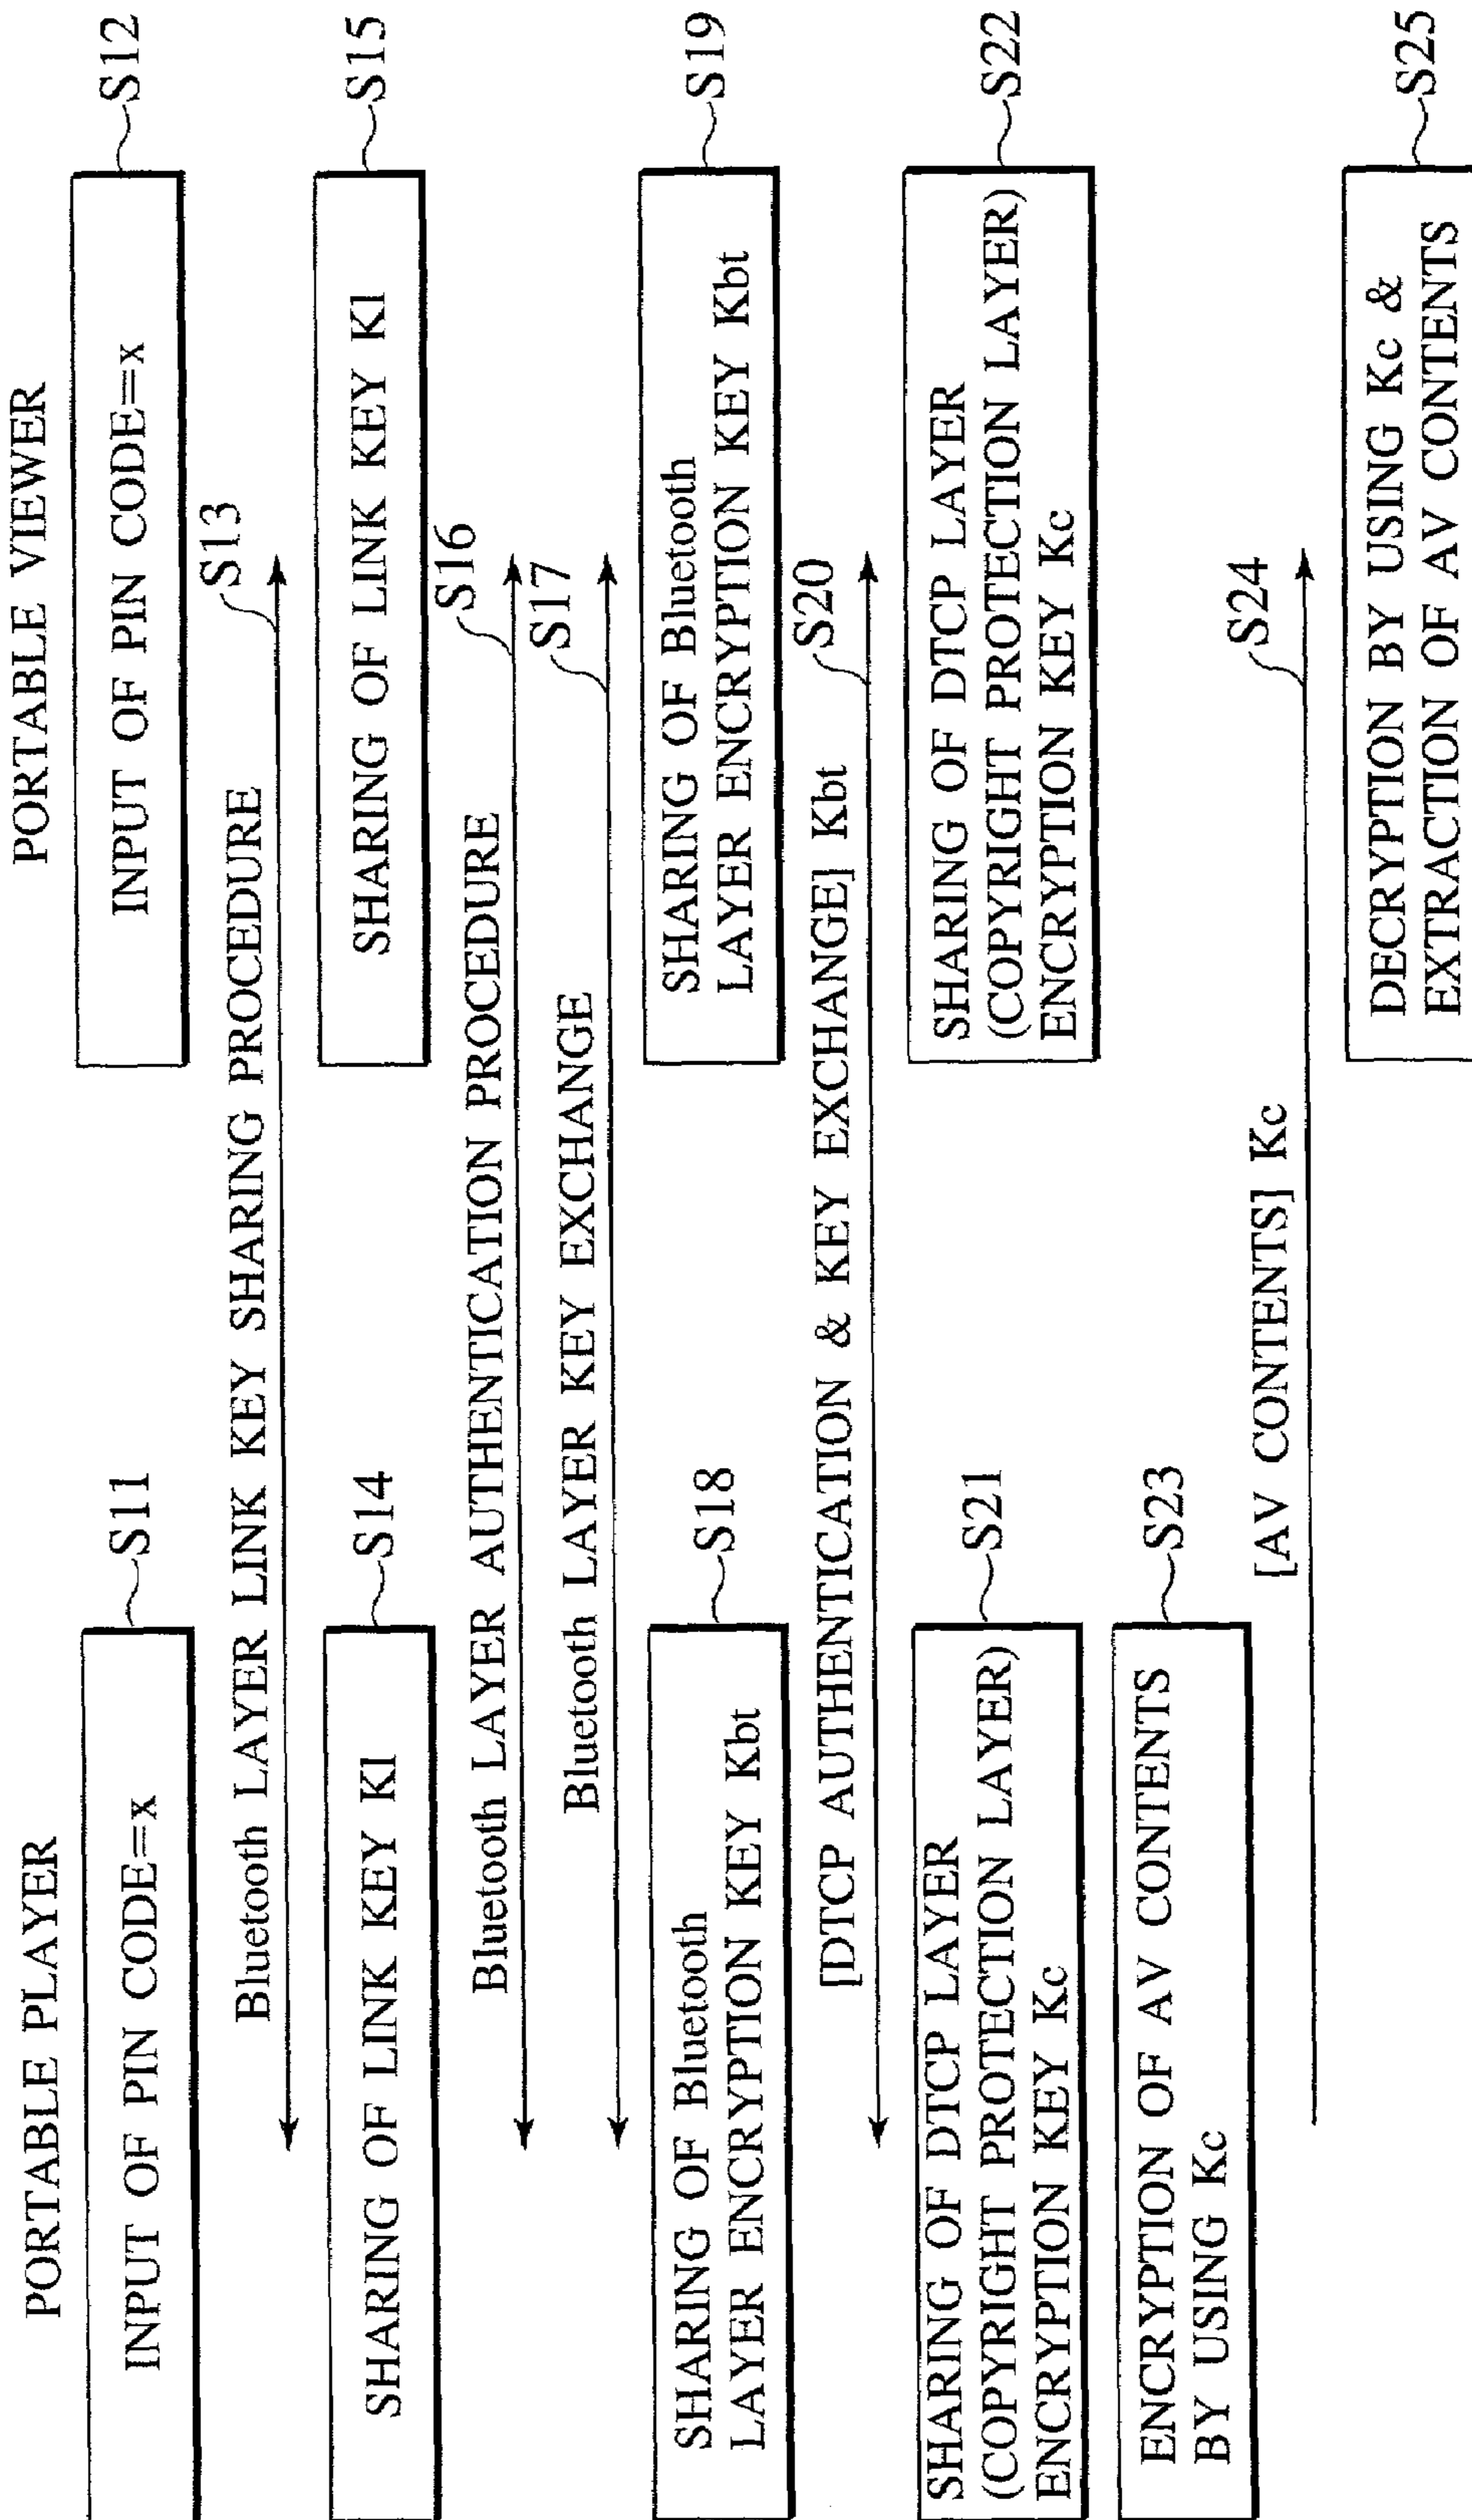 PORTABLE PLAYER
PORTABLE VIEWER
INPUT OF PIN CODE=x
S11
INPUT OF PIN CODE=x
S12
Bluetooth LAYER LINK KEY SHARING PROCEDURE
S13
SHARING OF LINK KEY Kl
S14
SHARING OF LINK KEY Kl
S15
Bluetooth LAYER AUTHENTICATION PROCEDURE
S16
Bluetooth LAYER KEY EXCHANGE
S17
SHARING OF Bluetooth
LAYER ENCRYPTION KEY Kbt
S18
SHARING OF Bluetooth
LAYER ENCRYPTION KEY Kbt
S19
[DTCP AUTHENTICATION & KEY EXCHANGE] Kbt
S20
SHARING OF DTCP LAYER
(COPYRIGHT PROTECTION LAYER)
ENCRYPTION KEY Kc
S21
SHARING OF DTCP LAYER
(COPYRIGHT PROTECTION LAYER)
ENCRYPTION KEY Kc
S22
ENCRYPTION OF AV CONTENTS
BY USING Kc
S23
[AV CONTENTS] Kc
S24
DECRYPTION BY USING Kc &
EXTRACTION OF AV CONTENTS
S25